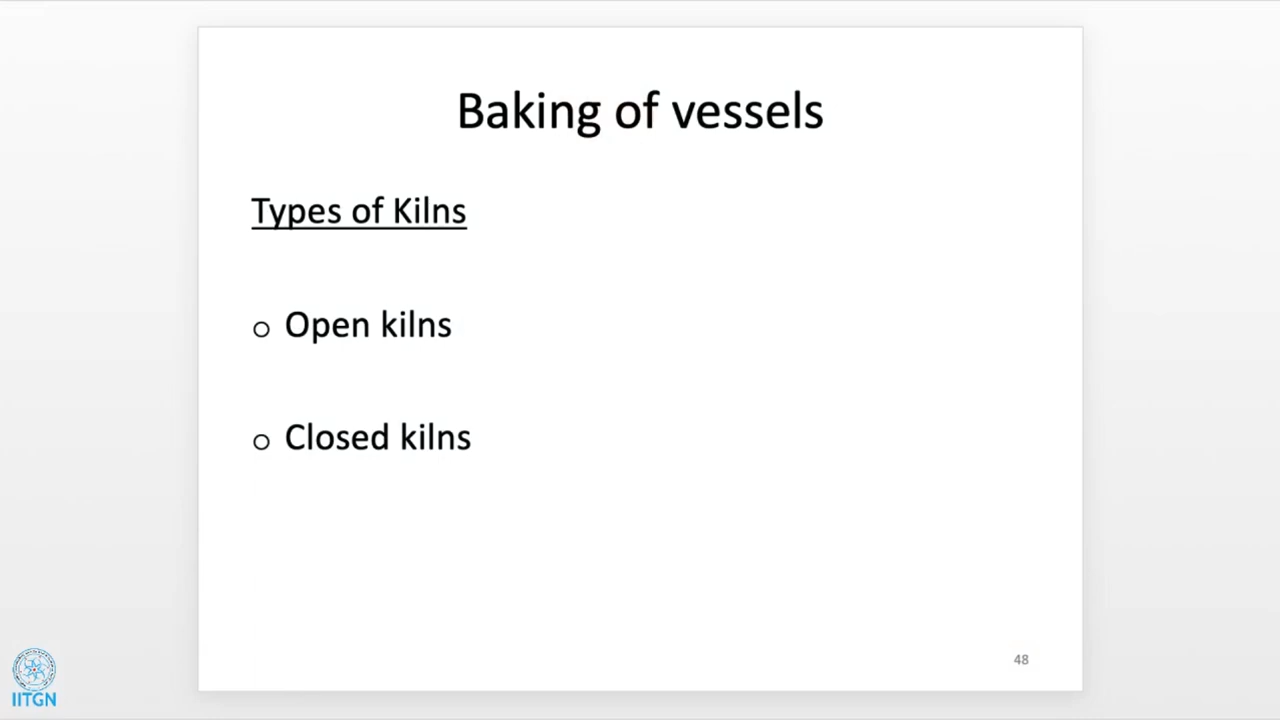 Baking of vessels
Types of Kilns
o Open kilns
o Closed kilns
48
IITGN